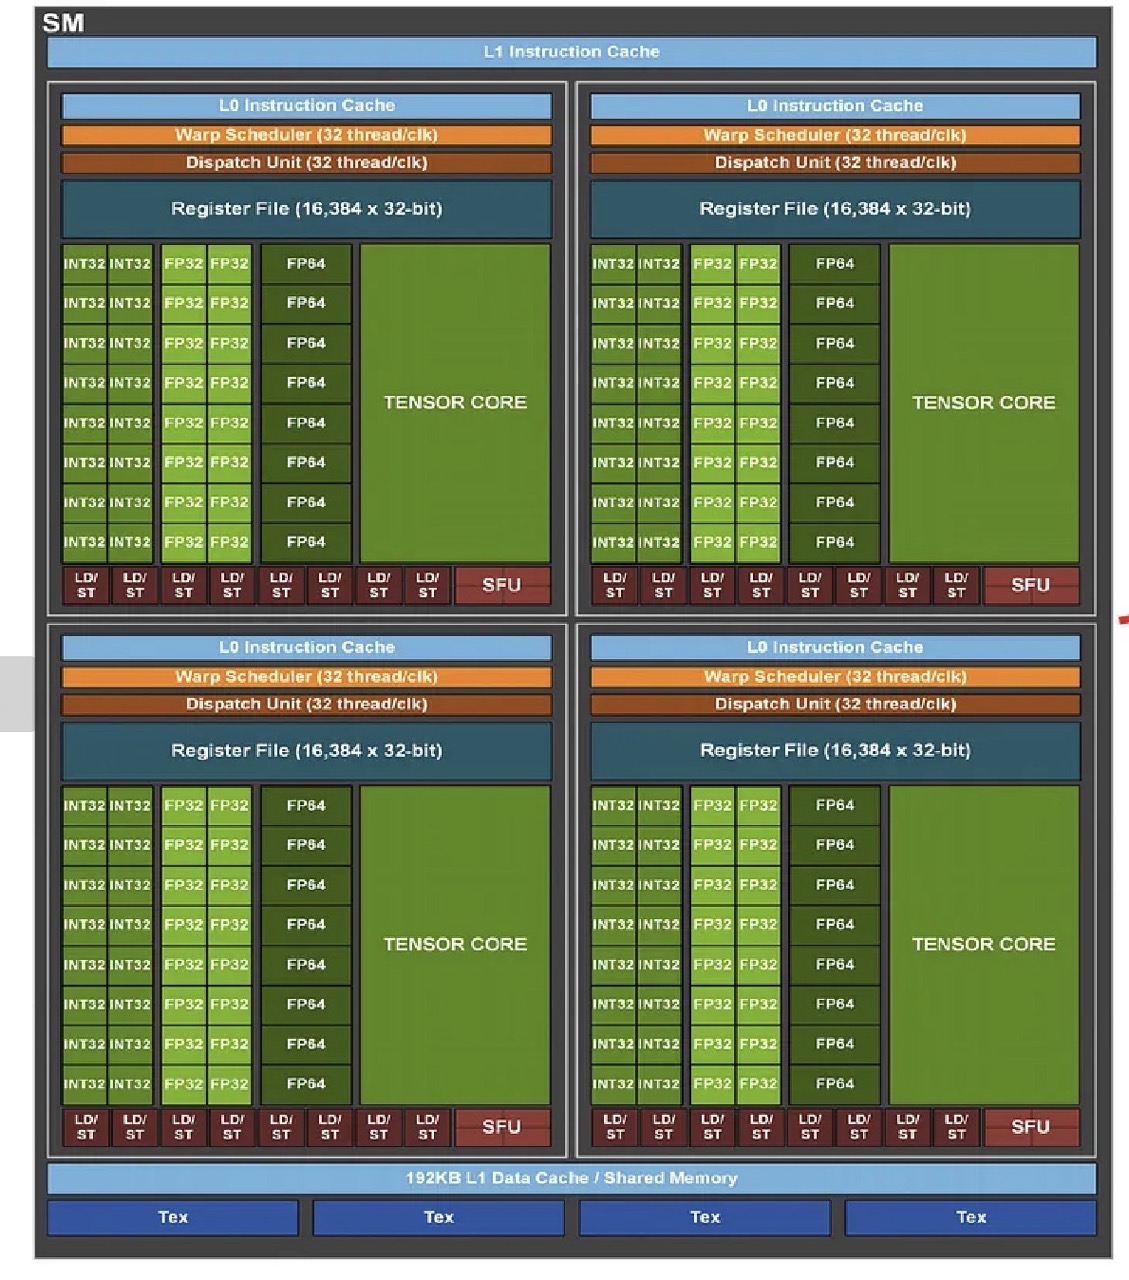 SM
L1 Instruction Cache
L0 Instruction Cache
Warp Scheduler (32 thread/clk)
Dispatch Unit (32 thread/clk)
Register File (16,384 x 32-bit)
INT32 INT32 FP32 FP32 FP64
INT32 INT32 FP32 FP32 FP64
INT32 INT32 FP32 FP32 FP64
INT32 INT32 FP32 FP32 FP64
INT32 INT32 FP32 FP32 FP64
INT32 INT32 FP32 FP32 FP64
INT32 INT32 FP32 FP32 FP64
INT32 INT32 FP32 FP32 FP64
TENSOR CORE
LD/ LD/ LD/ LD/ LD/ LD/ LD/ LD/
ST ST ST ST ST ST ST ST
SFU
L0 Instruction Cache
Warp Scheduler (32 thread/clk)
Dispatch Unit (32 thread/clk)
Register File (16,384 x 32-bit)
INT32 INT32 FP32 FP32 FP64
INT32 INT32 FP32 FP32 FP64
INT32 INT32 FP32 FP32 FP64
INT32 INT32 FP32 FP32 FP64
INT32 INT32 FP32 FP32 FP64
INT32 INT32 FP32 FP32 FP64
INT32 INT32 FP32 FP32 FP64
INT32 INT32 FP32 FP32 FP64
TENSOR CORE
LD/ LD/ LD/ LD/ LD/ LD/ LD/ LD/
ST ST ST ST ST ST ST ST
SFU
L0 Instruction Cache
Warp Scheduler (32 thread/clk)
Dispatch Unit (32 thread/clk)
Register File (16,384 x 32-bit)
INT32 INT32 FP32 FP32 FP64
INT32 INT32 FP32 FP32 FP64
INT32 INT32 FP32 FP32 FP64
INT32 INT32 FP32 FP32 FP64
INT32 INT32 FP32 FP32 FP64
INT32 INT32 FP32 FP32 FP64
INT32 INT32 FP32 FP32 FP64
INT32 INT32 FP32 FP32 FP64
TENSOR CORE
LD/ LD/ LD/ LD/ LD/ LD/ LD/ LD/
ST ST ST ST ST ST ST ST
SFU
L0 Instruction Cache
Warp Scheduler (32 thread/clk)
Dispatch Unit (32 thread/clk)
Register File (16,384 x 32-bit)
INT32 INT32 FP32 FP32 FP64
INT32 INT32 FP32 FP32 FP64
INT32 INT32 FP32 FP32 FP64
INT32 INT32 FP32 FP32 FP64
INT32 INT32 FP32 FP32 FP64
INT32 INT32 FP32 FP32 FP64
INT32 INT32 FP32 FP32 FP64
INT32 INT32 FP32 FP32 FP64
TENSOR CORE
LD/ LD/ LD/ LD/ LD/ LD/ LD/ LD/
ST ST ST ST ST ST ST ST
SFU
192KB L1 Data Cache / Shared Memory
Tex Tex Tex Tex